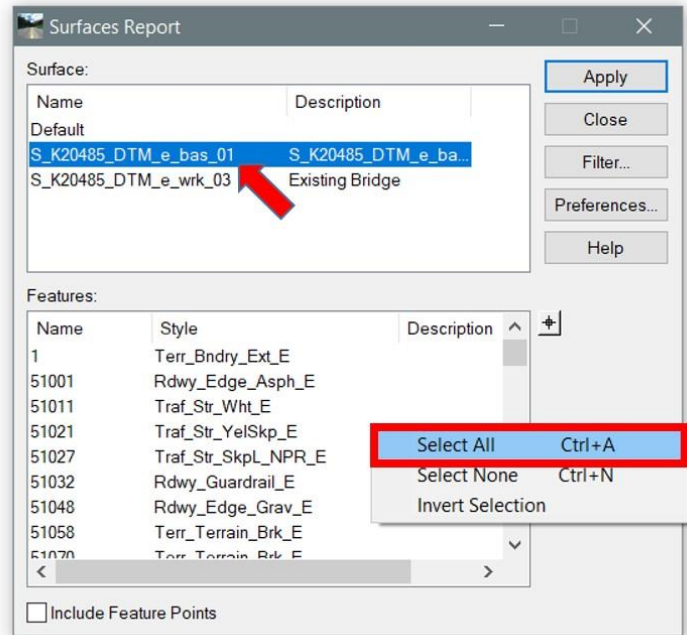 Surfaces Report
Surface:
Apply
Name Description
Close
Default
S_K20485_DTM_e_bas_01 S_K20485_DTM_e_ba...
Filter...
S_K20485_DTM_e_wrk_03 Existing Bridge
Preferences...
Help
Features:
Name Style Description
1 Terr_Bndry_Ext_E
51001 Rdwy_Edge_Asph_E
51011 Traf_Str_Wht_E
51021 Traf_Str_YelSkp_E
Select All Ctrl+A
51027 Traf_Str_SkpL_NPR_E
Select None Ctrl+N
51032 Rdwy_Guardrail_E
Invert Selection
51048 Rdwy_Edge_Grav_E
51058 Terr_Terrain_Brk_E
51070 Terr_Terrain_Brk_E
Include Feature Points